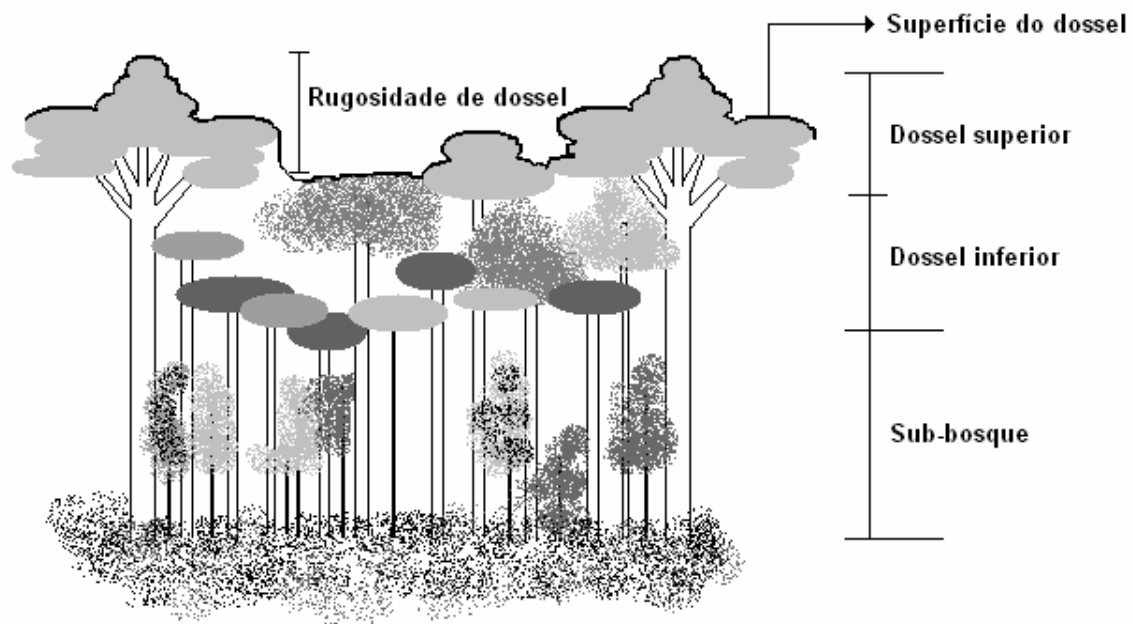 Superfície do dossel
Rugosidade de dossel
Dossel superior
Dossel inferior
Sub-bosque